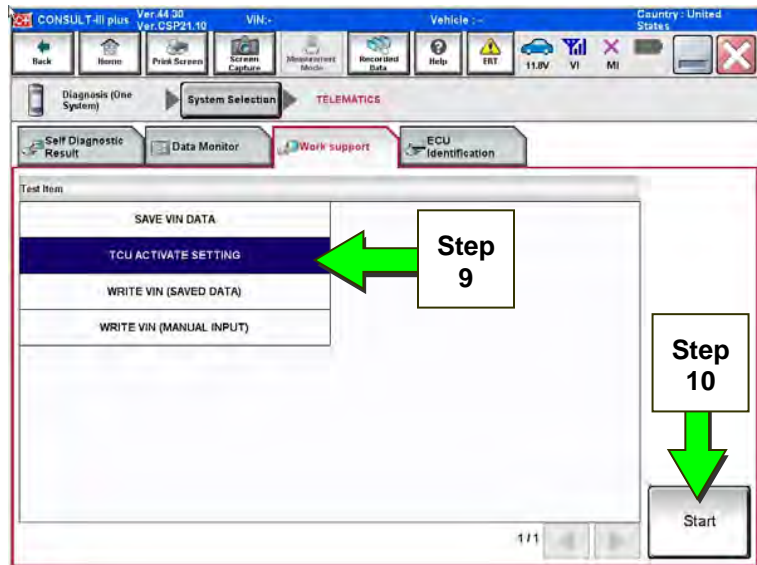 CONSULT-III plus Ver.44.30 VIN:- Vehicle : - Country : United
Ver.CSP21.10 States
Back Home Print Screen Screen Capture Measurement Mode Recorded Data Help ERT 11.8V VI MI
Diagnosis (One System) System Selection TELEMATICS
Self Diagnostic Result Data Monitor Work support ECU Identification
Test Item
SAVE VIN DATA
TCU ACTIVATE SETTING
WRITE VIN (SAVED DATA)
WRITE VIN (MANUAL INPUT)
Step
9
Step
10
Start
1/1